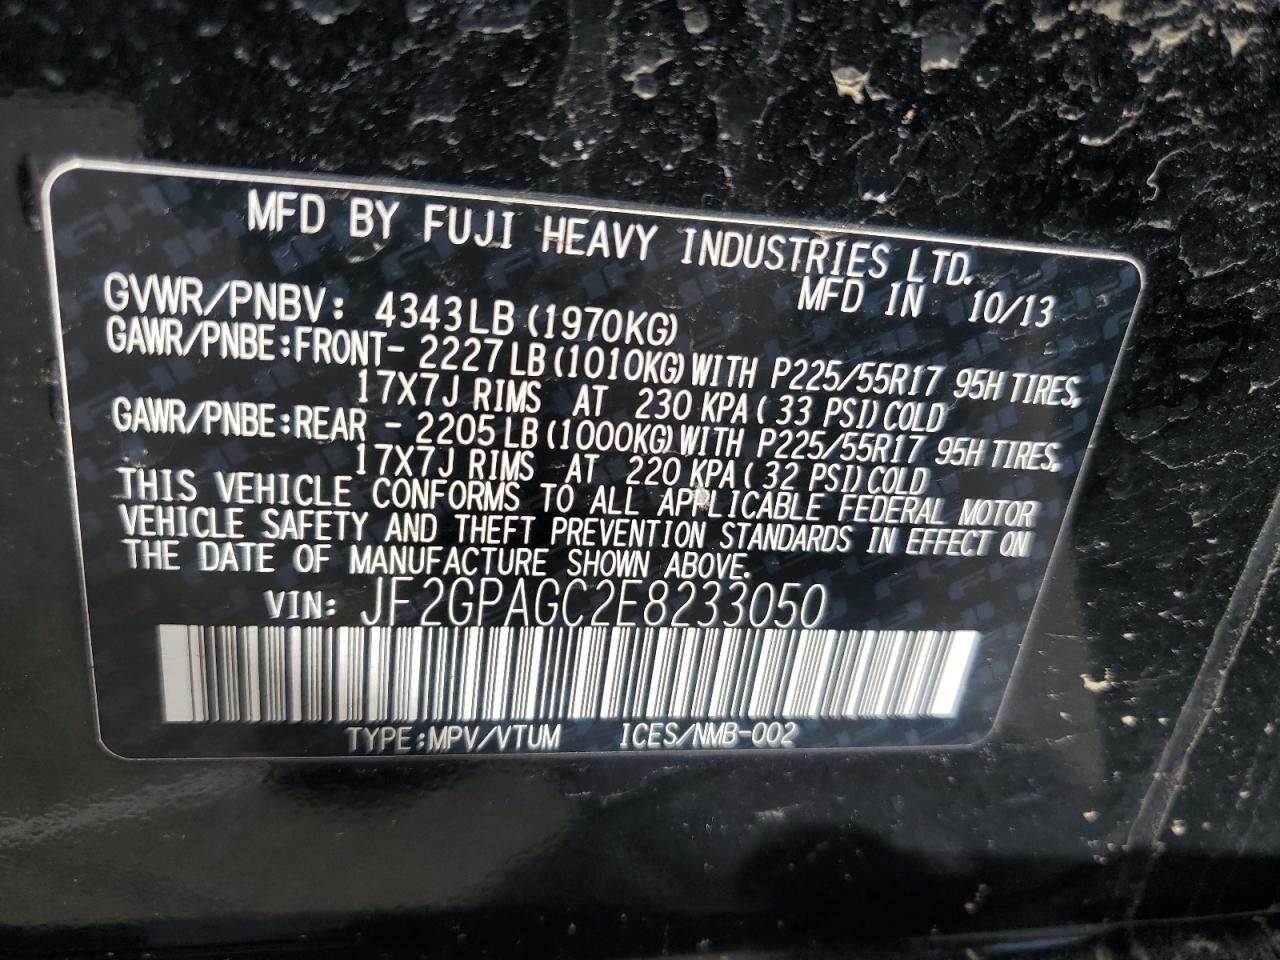 MFD BY FUJI HEAVY INDUSTRIES LTD.
MFD IN 10/13
GVWR/PNBV: 4343LB (1970KG)
GAWR/PNBE:FRONT- 2227LB (1010KG) WITH P225/55R17 95H TIRES,
17X7J RIMS AT 230 KPA ( 33 PSI) COLD
GAWR/PNBE:REAR - 2205LB (1000KG) WITH P225/55R17 95H TIRES,
17X7J RIMS AT 220 KPA ( 32 PSI) COLD
THIS VEHICLE CONFORMS TO ALL APPLICABLE FEDERAL MOTOR
VEHICLE SAFETY AND THEFT PREVENTION STANDARDS IN EFFECT ON
THE DATE OF MANUFACTURE SHOWN ABOVE.
VIN: JF2GPAGC2E8233050
TYPE:MPV/VTUM ICES/NMB-002